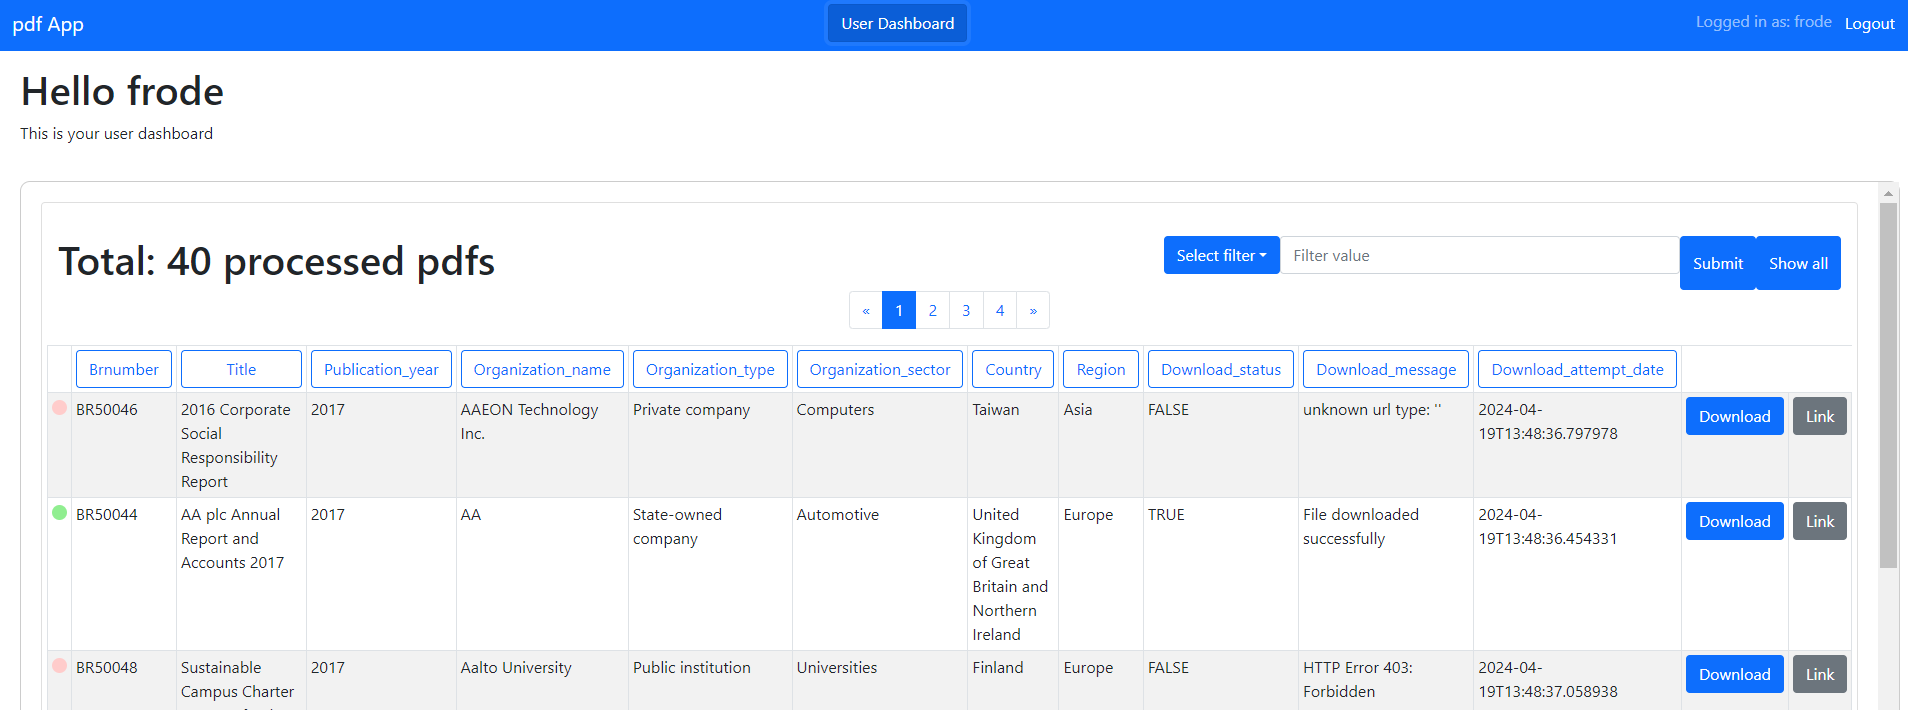 pdf App User Dashboard Logged in as: frode Logout
Hello frode
This is your user dashboard
Total: 40 processed pdfs Select filter Filter value Submit Show all
« 1 2 3 4 »
Brnumber Title Publication_year Organization_name Organization_type Organization_sector Country Region Download_status Download_message Download_attempt_date
BR50046 2016 Corporate 2017 AAEON Technology Private company Computers Taiwan Asia FALSE unknown url type: '' 2024-04- Download Link
Social Inc. 19T13:48:36.797978
Responsibility
Report
BR50044 AA plc Annual 2017 AA State-owned Automotive United Europe TRUE File downloaded 2024-04- Download Link
Report and company Kingdom successfully 19T13:48:36.454331
Accounts 2017 of Great
Britain and
Northern
Ireland
BR50048 Sustainable 2017 Aalto University Public institution Universities Finland Europe FALSE HTTP Error 403: 2024-04- Download Link
Campus Charter Forbidden 19T13:48:37.058938